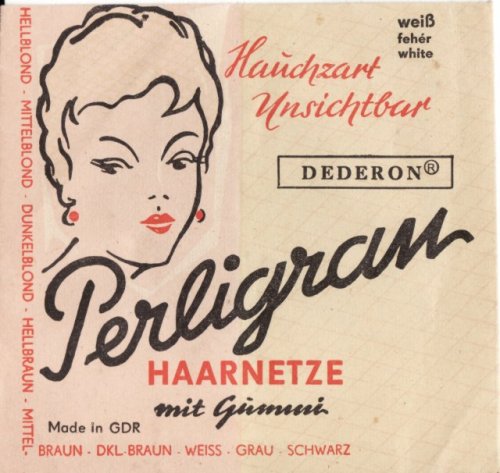 weiß
fehér
white
Hauchzart
Unsichtbar
DEDERON®
Perligran
HAARNETZE
mit Gummi
Made in GDR
HELLBLOND - MITTELBLOND - DUNKELBLOND - HELLBRAUN - MITTEL-
BRAUN - DKL.BRAUN - WEISS - GRAU - SCHWARZ